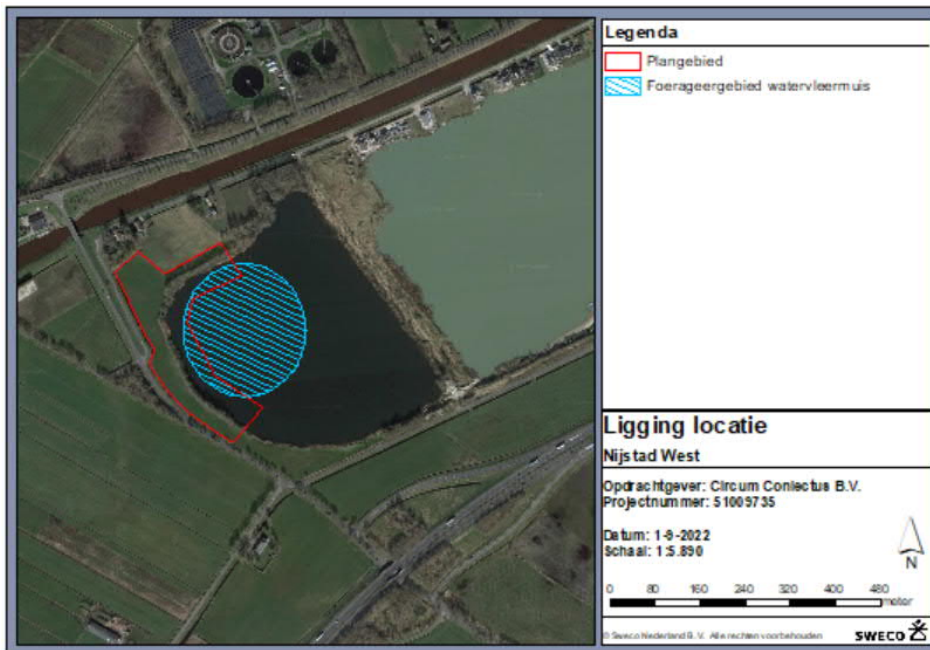 Legenda
Plangebied
Foerageergebied watervleermuis
Ligging locatie
Nijstad West
Opdrachtgever: Circum Coniectus B.V.
Projectnummer: 51009735
Datum: 1-9-2022
Schaal: 1:5.890
N
0 80 160 240 320 400 480
meter
© Sweco Nederland B.V. Alle rechten voorbehouden
SWECO